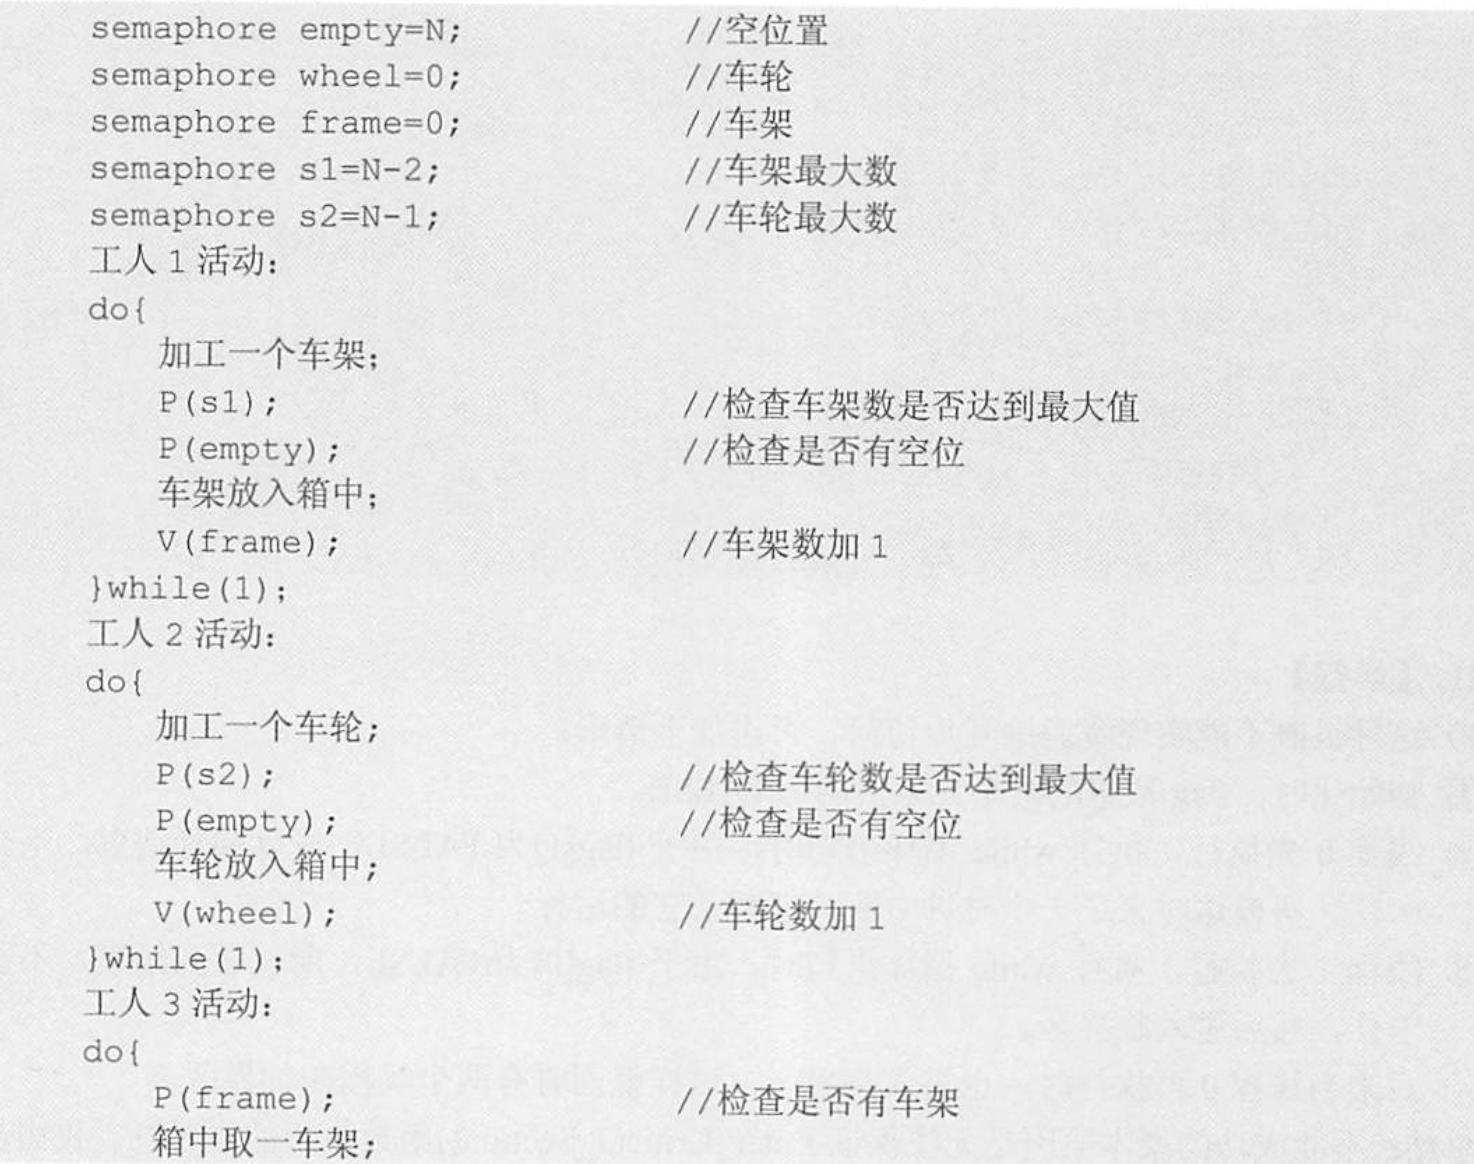 semaphore empty=N; //空位置
semaphore wheel=0; //车轮
semaphore frame=0; //车架
semaphore s1=N-2; //车架最大数
semaphore s2=N-1; //车轮最大数
工人 1 活动:
do{
加工一个车架;
P(s1); //检查车架数是否达到最大值
P(empty); //检查是否有空位
车架放入箱中;
V(frame); //车架数加 1
}while(1);
工人 2 活动:
do{
加工一个车轮;
P(s2); //检查车轮数是否达到最大值
P(empty); //检查是否有空位
车轮放入箱中;
V(wheel); //车轮数加 1
}while(1);
工人 3 活动:
do{
P(frame); //检查是否有车架
箱中取一车架;